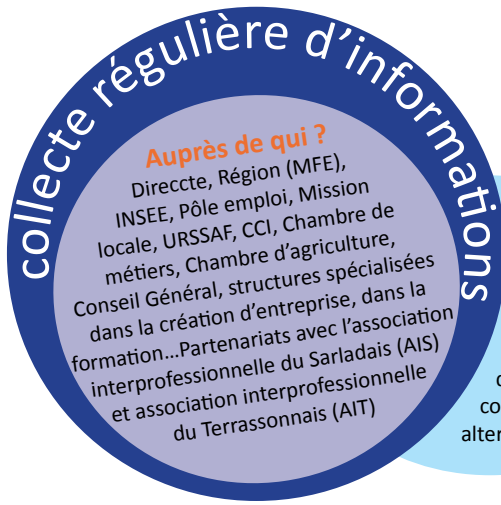 collecte régulière d'informations
Auprès de qui ?
Direccte, Région (MFE),
INSEE, Pôle emploi, Mission
locale, URSSAF, CCI, Chambre de
métiers, Chambre d'agriculture,
Conseil Général, structures spécialisées
dans la création d'entreprise, dans la
formation...Partenariats avec l'association
interprofessionnelle du Sarladais (AIS)
et association interprofessionnelle
du Terrassonnais (AIT)